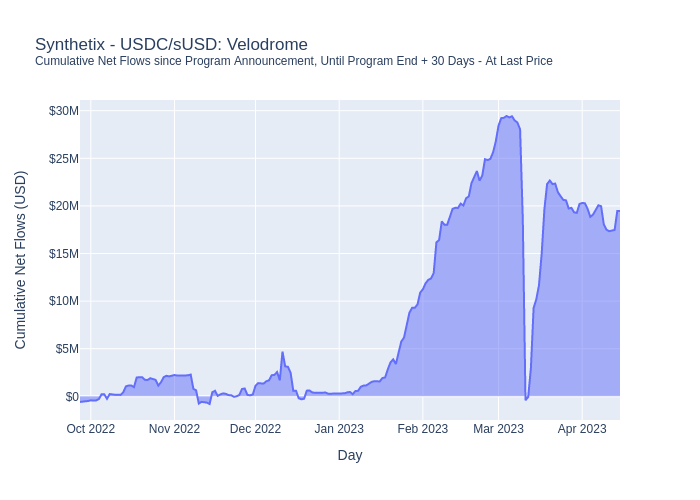 Synthetix - USDC/sUSD: Velodrome
Cumulative Net Flows since Program Announcement, Until Program End + 30 Days - At Last Price
Cumulative Net Flows (USD)
$30M
$25M
$20M
$15M
$10M
$5M
$0
Oct 2022
Nov 2022
Dec 2022
Jan 2023
Feb 2023
Mar 2023
Apr 2023
Day